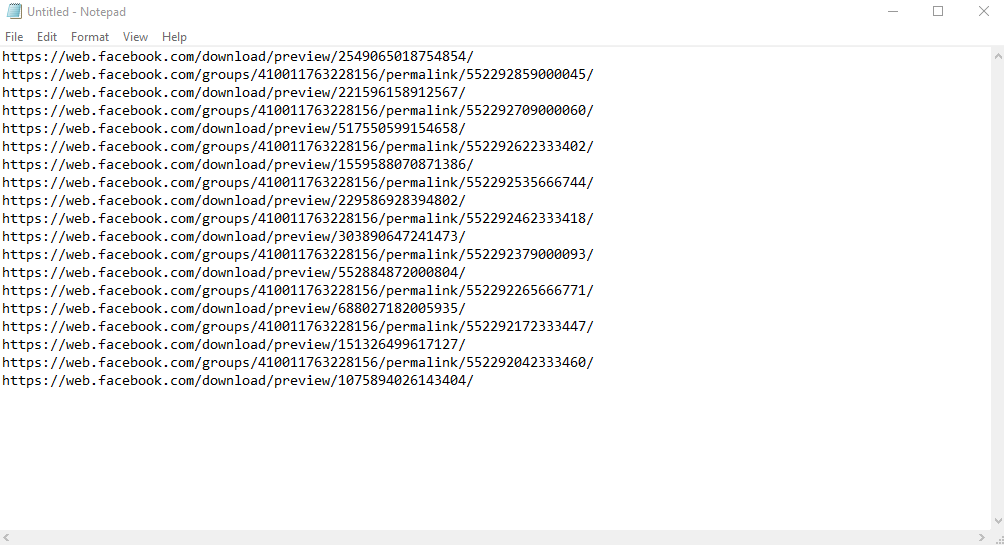 Untitled - Notepad
File Edit Format View Help
https://web.facebook.com/download/preview/2549065018754854/
https://web.facebook.com/groups/410011763228156/permalink/552292859000045/
https://web.facebook.com/download/preview/221596158912567/
https://web.facebook.com/groups/410011763228156/permalink/552292709000060/
https://web.facebook.com/download/preview/517550599154658/
https://web.facebook.com/groups/410011763228156/permalink/552292622333402/
https://web.facebook.com/download/preview/1559588070871386/
https://web.facebook.com/groups/410011763228156/permalink/552292535666744/
https://web.facebook.com/download/preview/229586928394802/
https://web.facebook.com/groups/410011763228156/permalink/552292462333418/
https://web.facebook.com/download/preview/303890647241473/
https://web.facebook.com/groups/410011763228156/permalink/552292379000093/
https://web.facebook.com/download/preview/552884872000804/
https://web.facebook.com/groups/410011763228156/permalink/552292265666771/
https://web.facebook.com/download/preview/688027182005935/
https://web.facebook.com/groups/410011763228156/permalink/552292172333447/
https://web.facebook.com/download/preview/151326499617127/
https://web.facebook.com/groups/410011763228156/permalink/552292042333460/
https://web.facebook.com/download/preview/1075894026143404/